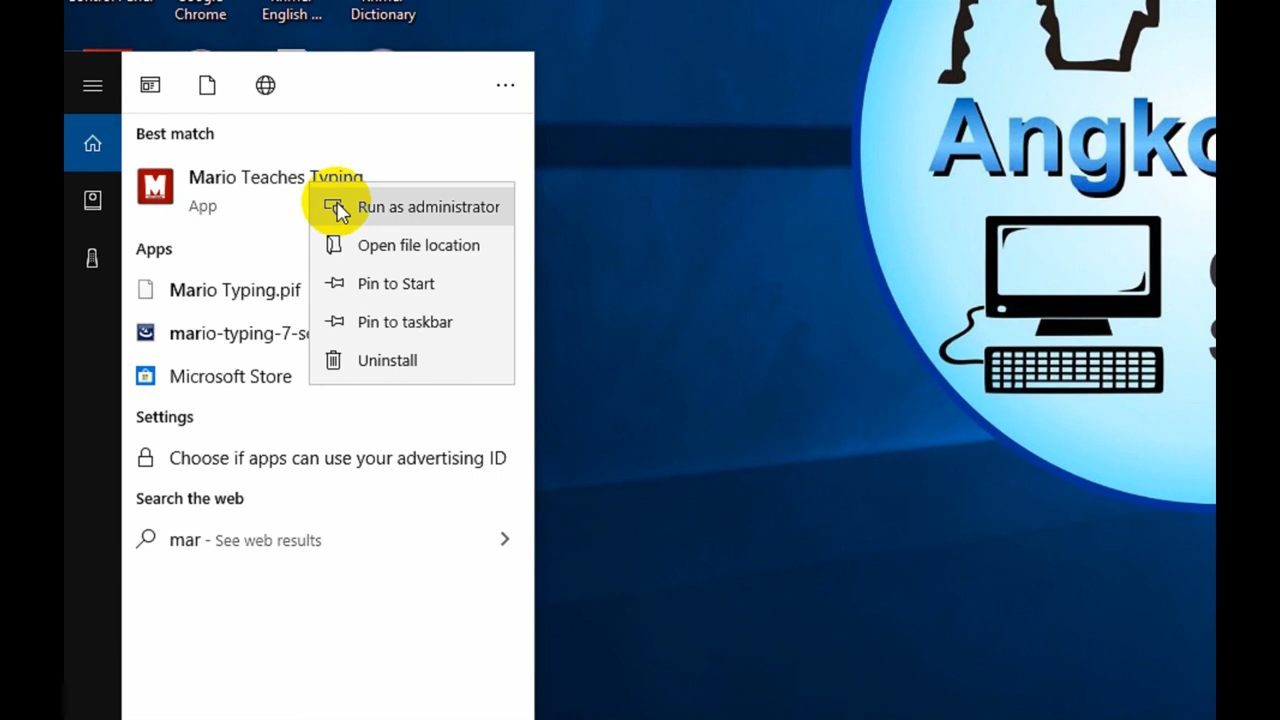 Google
Chrome
English ...
Dictionary
Best match
Mario Teaches Typing
App
Run as administrator
Apps
Open file location
Mario Typing.pif
Pin to Start
mario-typing-7-s
Pin to taskbar
Microsoft Store
Uninstall
Settings
Choose if apps can use your advertising ID
Search the web
mar - See web results
Angko